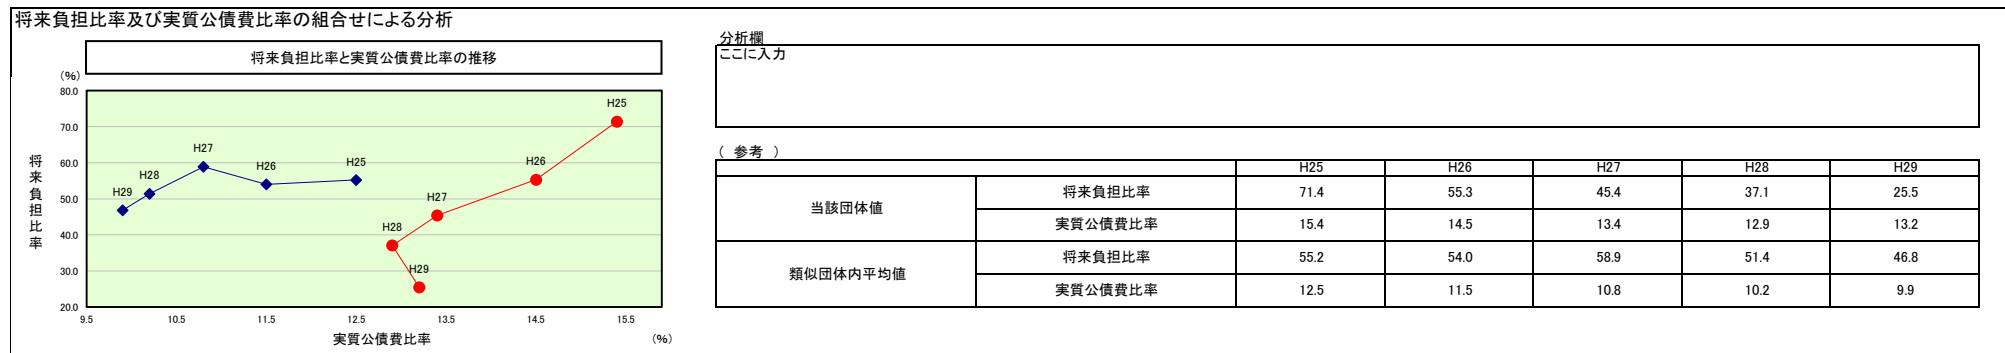 将来負担比率及び実質公債費比率の組合せによる分析
将来負担比率と実質公債費比率の推移
(%)
80.0
70.0
60.0
50.0
40.0
30.0
20.0
将来負担比率
H29
H28
H27
H26
H25
H25
H26
H27
H28
H29
9.5 10.5 11.5 12.5 13.5 14.5 15.5
実質公債費比率
(%)
分析欄
ここに入力
( 参考 )
H25 H26 H27 H28 H29
当該団体値
将来負担比率 71.4 55.3 45.4 37.1 25.5
実質公債費比率 15.4 14.5 13.4 12.9 13.2
類似団体内平均値
将来負担比率 55.2 54.0 58.9 51.4 46.8
実質公債費比率 12.5 11.5 10.8 10.2 9.9